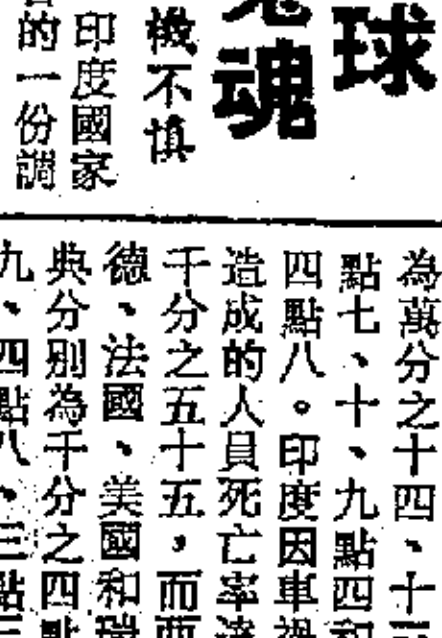 球
魂
機不慎
印度國家
的一份調
為萬分之十四、十
點七、十、九點四和
四點八。印度因車禍
造成的人員死亡率達
千分之五十五，而西
德、法國、美國和瑞
典分別為千分之四點
九、四點八、三點三